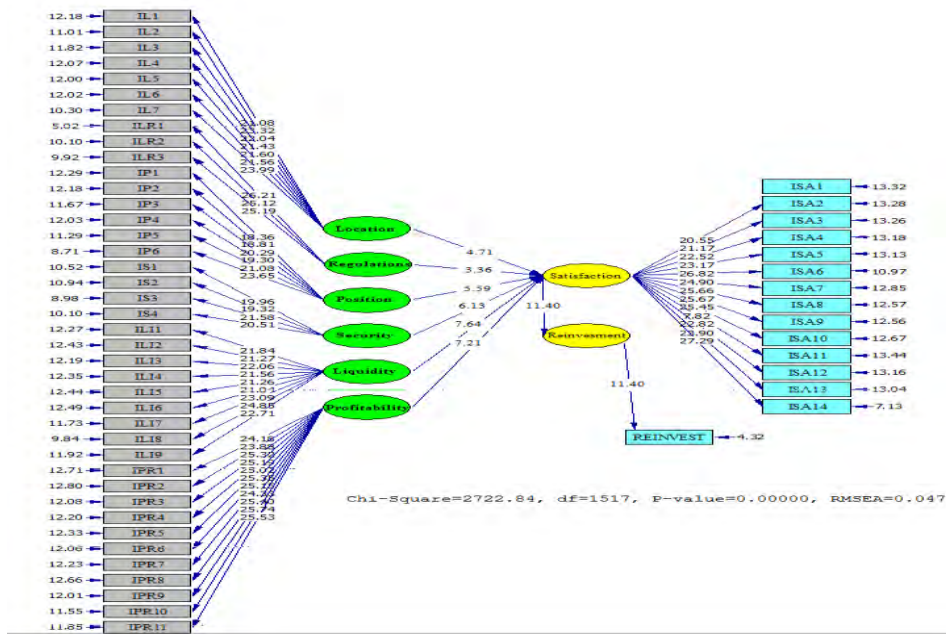 12.18 IL1
11.01 IL2
11.82 IL3
12.07 IL4
12.00 IL5
12.02 IL6
10.30 IL7
5.02 ILR1
10.10 ILR2
9.92 ILR3
12.29 IP1
12.18 IP2
11.67 IP3
12.03 IP4
11.29 IP5
8.71 IP6
10.52 IS1
10.94 IS2
8.98 IS3
10.10 IS4
12.27 ILI1
12.43 ILI2
12.19 ILI3
12.35 ILI4
12.44 ILI5
12.49 ILI6
11.73 ILI7
9.84 ILI8
11.92 ILI9
12.71 IPR1
12.80 IPR2
12.08 IPR3
12.20 IPR4
12.33 IPR5
12.06 IPR6
12.23 IPR7
12.66 IPR8
12.01 IPR9
11.55 IPR10
11.85 IPR11
21.08
22.04
21.43
21.60
21.56
23.99
26.21
26.12
25.19
18.36
18.81
20.29
19.30
21.08
23.65
19.96
19.32
21.58
20.51
21.84
21.27
22.06
21.56
21.26
23.09
24.88
22.71
24.18
25.74
25.53
Location
Regulations
Position
Security
Liquidity
Profitability
4.71
3.36
5.59
6.13
7.64
7.21
Satisfaction
11.40
Reinvesment
11.40
REINVEST 4.32
20.55
21.17
22.52
23.17
26.82
24.90
25.66
25.67
25.45
7.82
22.82
23.90
27.29
ISA1 13.32
ISA2 13.28
ISA3 13.26
ISA4 13.18
ISA5 13.13
ISA6 10.97
ISA7 12.85
ISA8 12.57
ISA9 12.56
ISA10 12.67
ISA11 13.44
ISA12 13.16
ISA13 13.04
ISA14 7.13
Chi-Square=2722.84, df=1517, P-value=0.00000, RMSEA=0.047